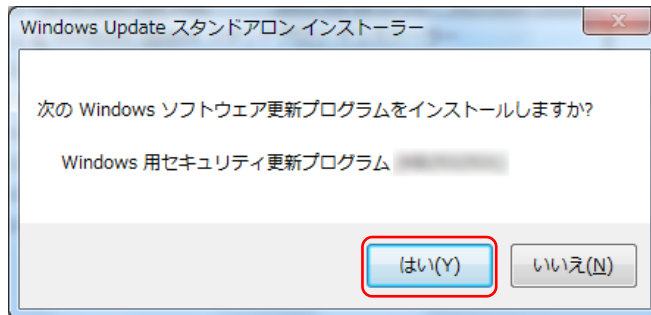 Windows Update スタンドアロン インストーラー
次の Windows ソフトウェア更新プログラムをインストールしますか?
Windows 用セキュリティ更新プログラム
はい(Y)
いいえ(N)